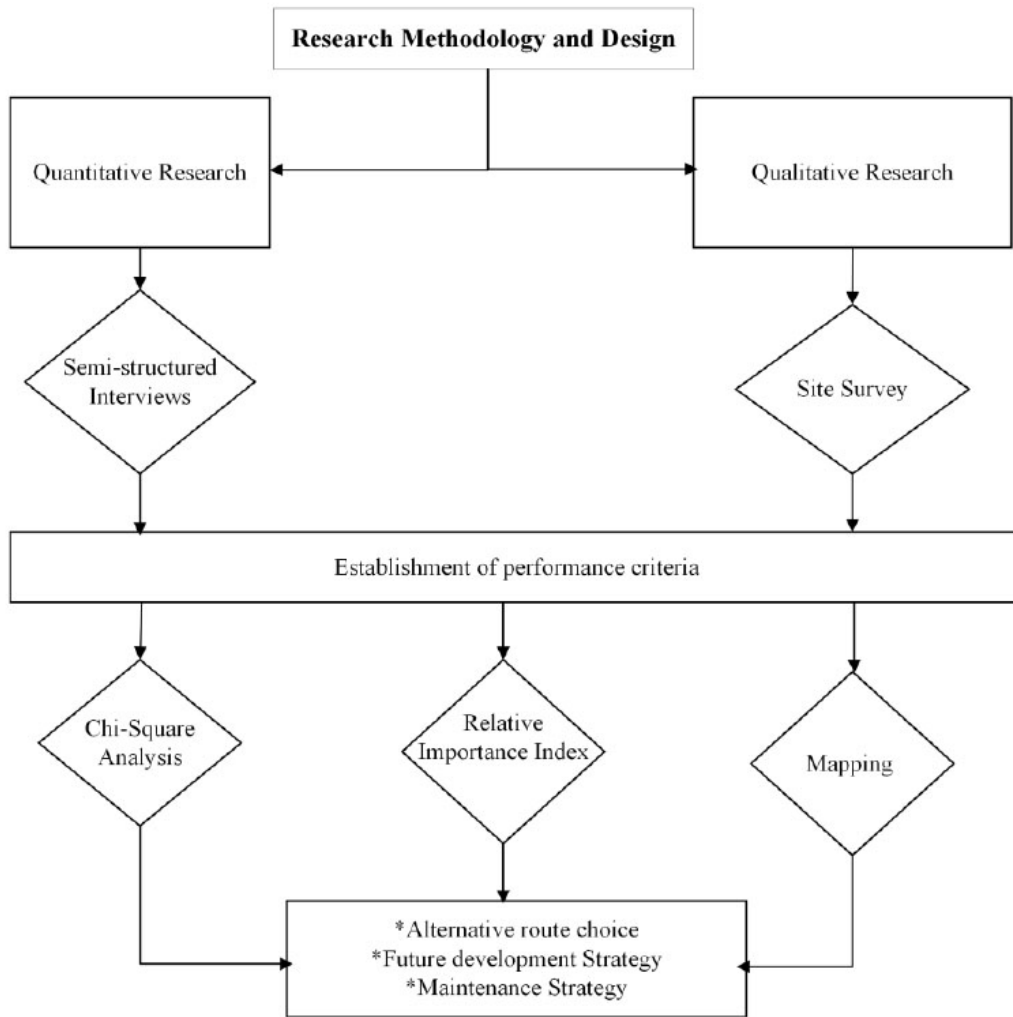 Research Methodology and Design
Quantitative Research
Qualitative Research
Semi-structured
Interviews
Site Survey
Establishment of performance criteria
Chi-Square
Analysis
Relative
Importance Index
Mapping
*Alternative route choice
*Future development Strategy
*Maintenance Strategy